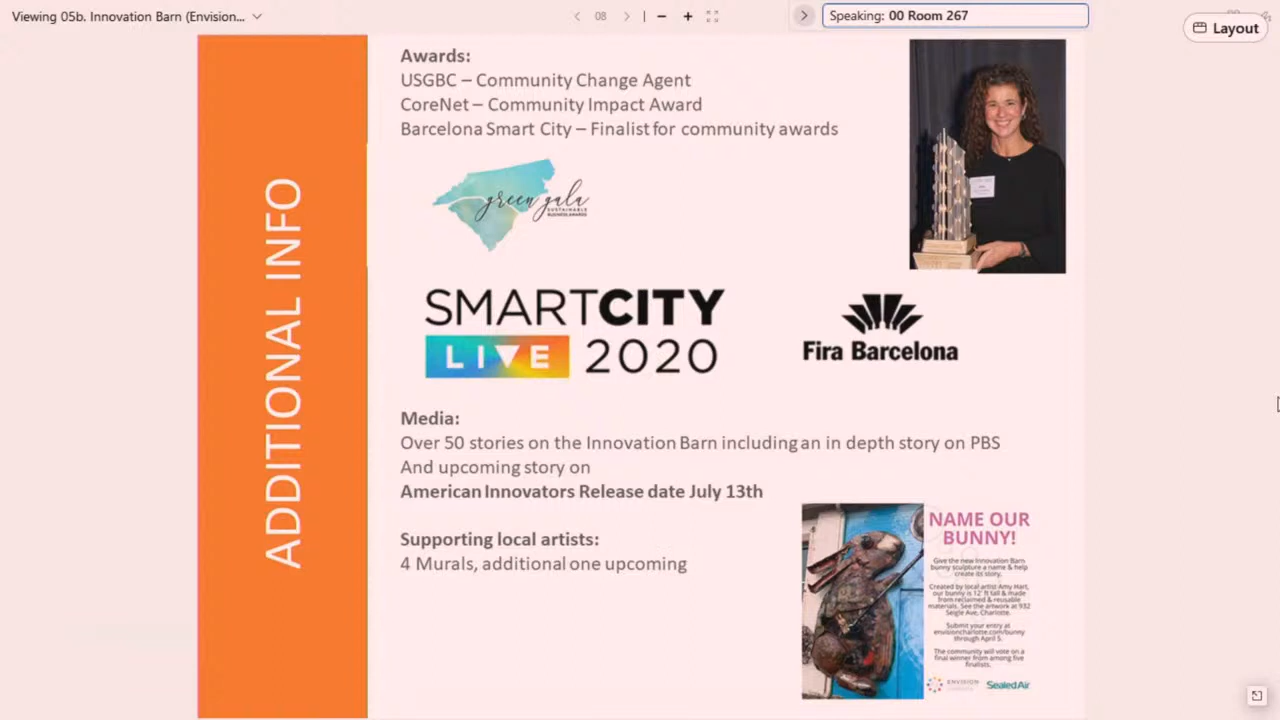 Viewing 05b. Innovation Barn (Envision...
08
Speaking: 00 Room 267
Layout
ADDITIONAL INFO
Awards:
USGBC – Community Change Agent
CoreNet – Community Impact Award
Barcelona Smart City – Finalist for community awards
green gala
SUSTAINABLE
BUSINESS AWARDS
SMARTCITY
LIVE 2020
Fira Barcelona
Media:
Over 50 stories on the Innovation Barn including an in depth story on PBS
And upcoming story on
American Innovators Release date July 13th
Supporting local artists:
4 Murals, additional one upcoming
NAME OUR
BUNNY!
Give the new Innovation Barn
bunny sculpture a name & help
create its story.
Created by local artist Amy Hart,
our bunny is 12' ft tall & made
from reclaimed & reusable
materials. See the artwork at 932
Seigle Ave, Charlotte.
Submit your entry at
envisioncharlotte.com/bunny
through April 5.
The community will vote on a
final winner from among five
finalists.
ENVISION
SealedAir